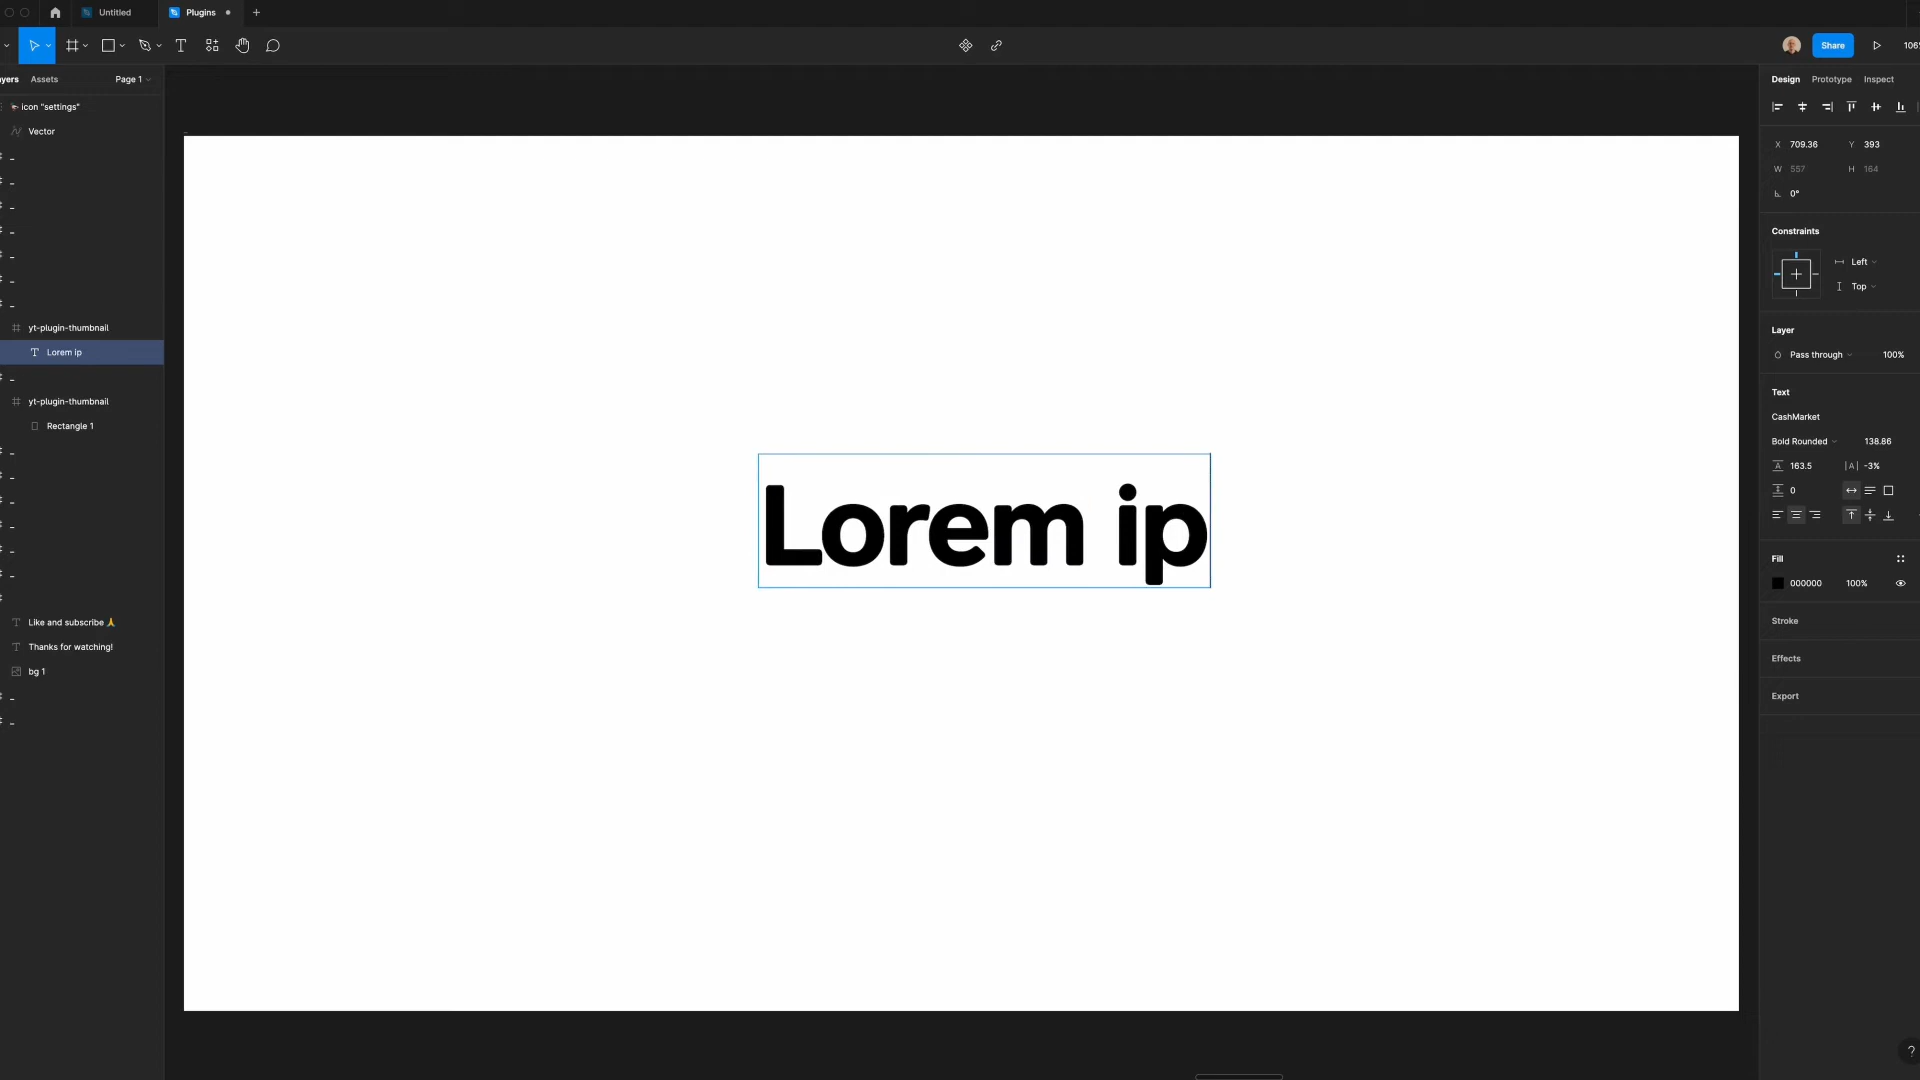 Untitled
Plugins
Share
106
ayers Assets Page 1
icon "settings"
Vector
_
_
_
_
_
_
_
yt-plugin-thumbnail
Lorem ip
_
yt-plugin-thumbnail
Rectangle 1
_
_
_
_
_
_
Like and subscribe 🙏
Thanks for watching!
bg 1
_
_
Lorem ip
Design Prototype Inspect
X 709.36 Y 393
W 557 H 164
0°
Constraints
Left
Top
Layer
Pass through 100%
Text
CashMarket
Bold Rounded 138.86
163.5 |A| -3%
0
Fill
000000 100%
Stroke
Effects
Export
?